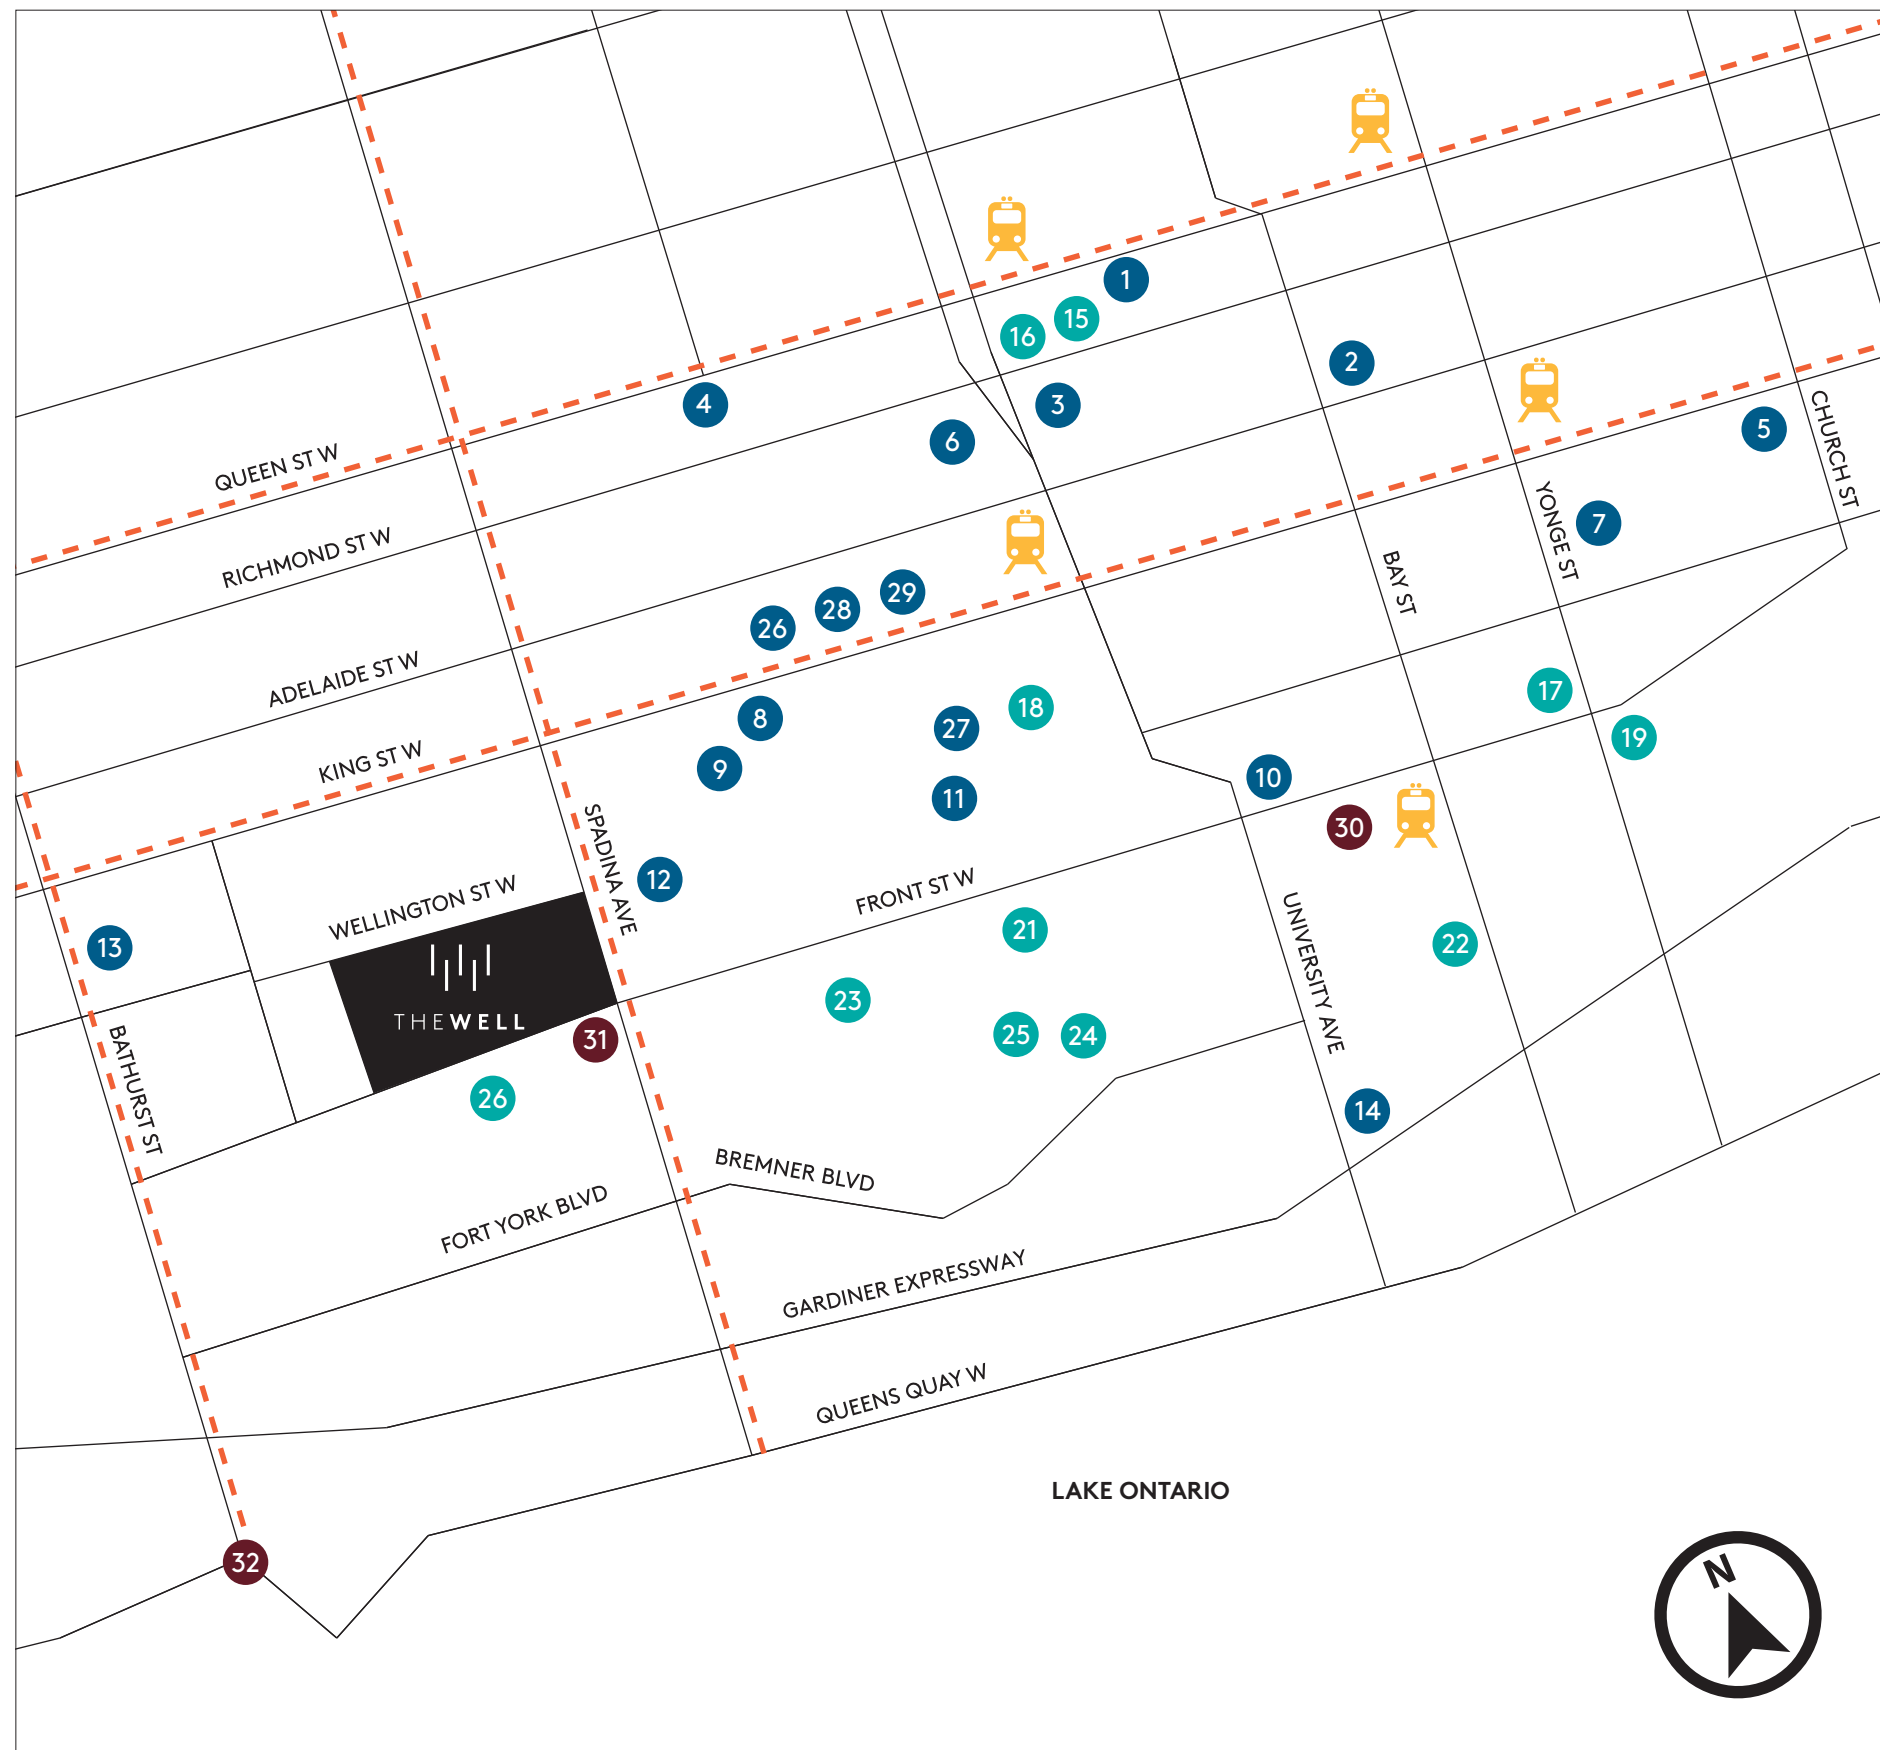 1
15
16
2
4
3
6
5
CHURCH ST
QUEEN ST W
YONGE ST
7
RICHMOND ST W
BAY ST
29
28
26
ADELAIDE ST W
17
18
8
27
19
KING ST W
9
10
11
30
SPADINA AVE
12
WELLINGTON ST W
FRONT ST W
13
21
22
UNIVERSITY AVE
23
THE WELL
25
24
31
BATHURST ST
26
14
BREMNER BLVD
FORT YORK BLVD
GARDINER EXPRESSWAY
QUEENS QUAY W
LAKE ONTARIO
32
N